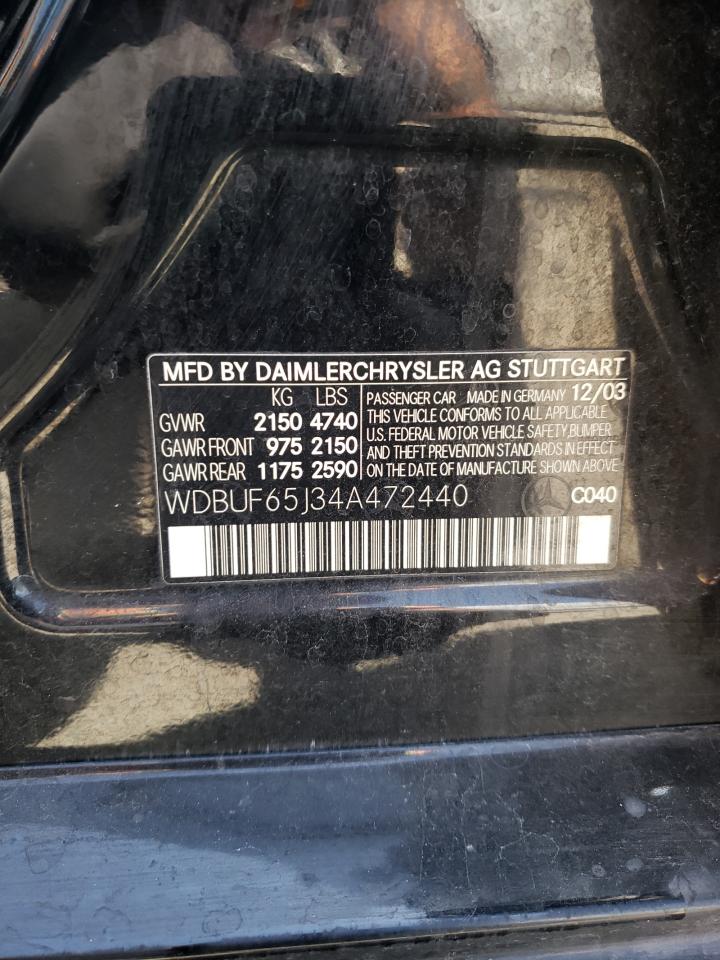 MFD BY DAIMLERCHRYSLER AG STUTTGART
KG LBS
GVWR 2150 4740
GAWR FRONT 975 2150
GAWR REAR 1175 2590
PASSENGER CAR MADE IN GERMANY 12/03
THIS VEHICLE CONFORMS TO ALL APPLICABLE
U.S. FEDERAL MOTOR VEHICLE SAFETY,BUMPER
AND THEFT PREVENTION STANDARDS IN EFFECT
ON THE DATE OF MANUFACTURE SHOWN ABOVE
WDBUF65J34A472440 C040